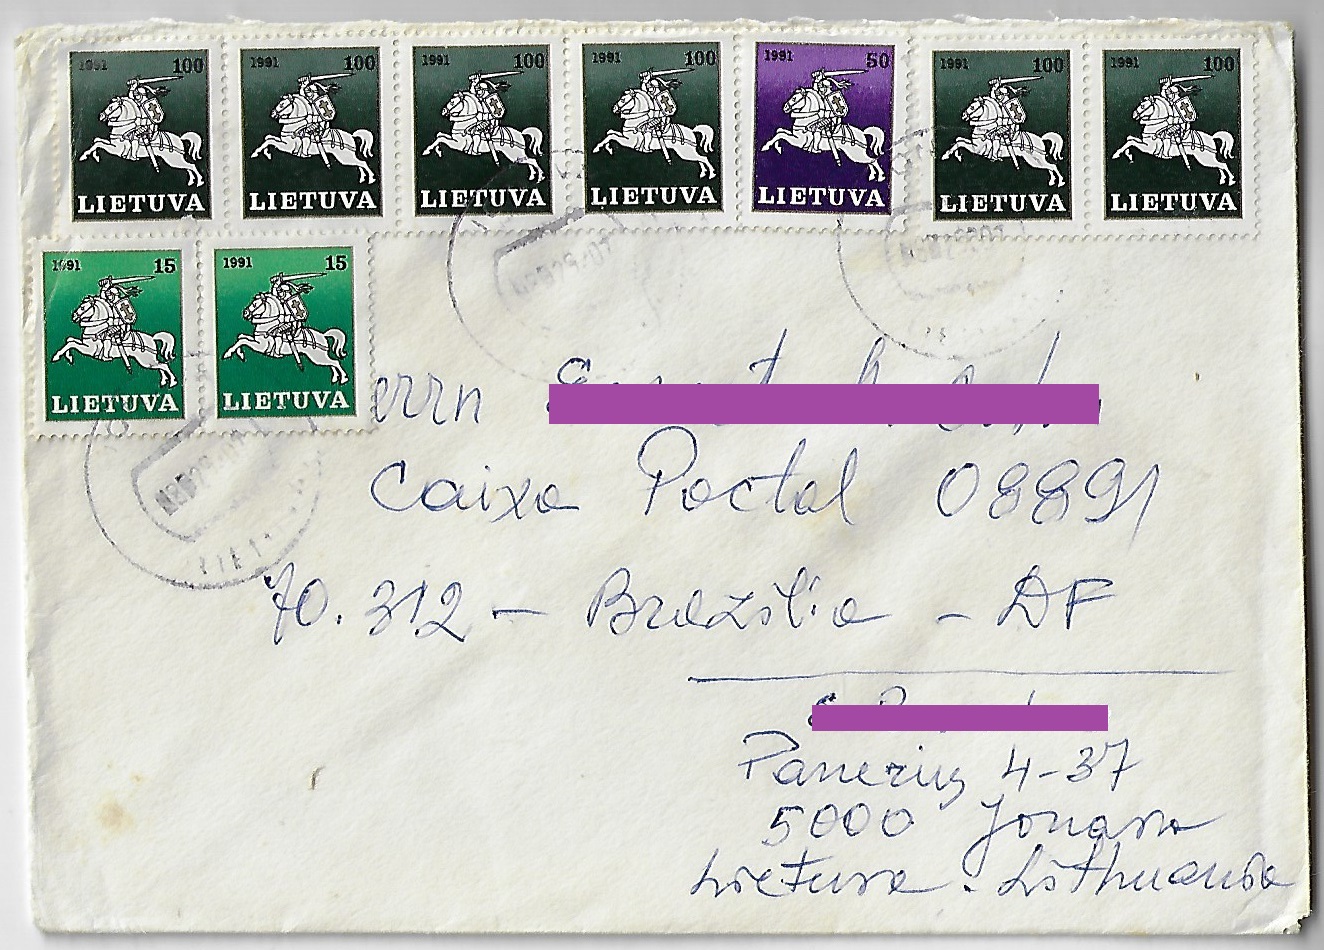 1991 100
LIETUVA
1991 100
LIETUVA
1991 100
LIETUVA
1991 100
LIETUVA
1991 50
LIETUVA
1991 100
LIETUVA
1991 100
LIETUVA
1991 15
LIETUVA
1991 15
LIETUVA
errn
Caixa Postal 08891
70.312 - Brazilia - DF
Panerių 4-37
5000 Jonava
Lietuva. Lithuania